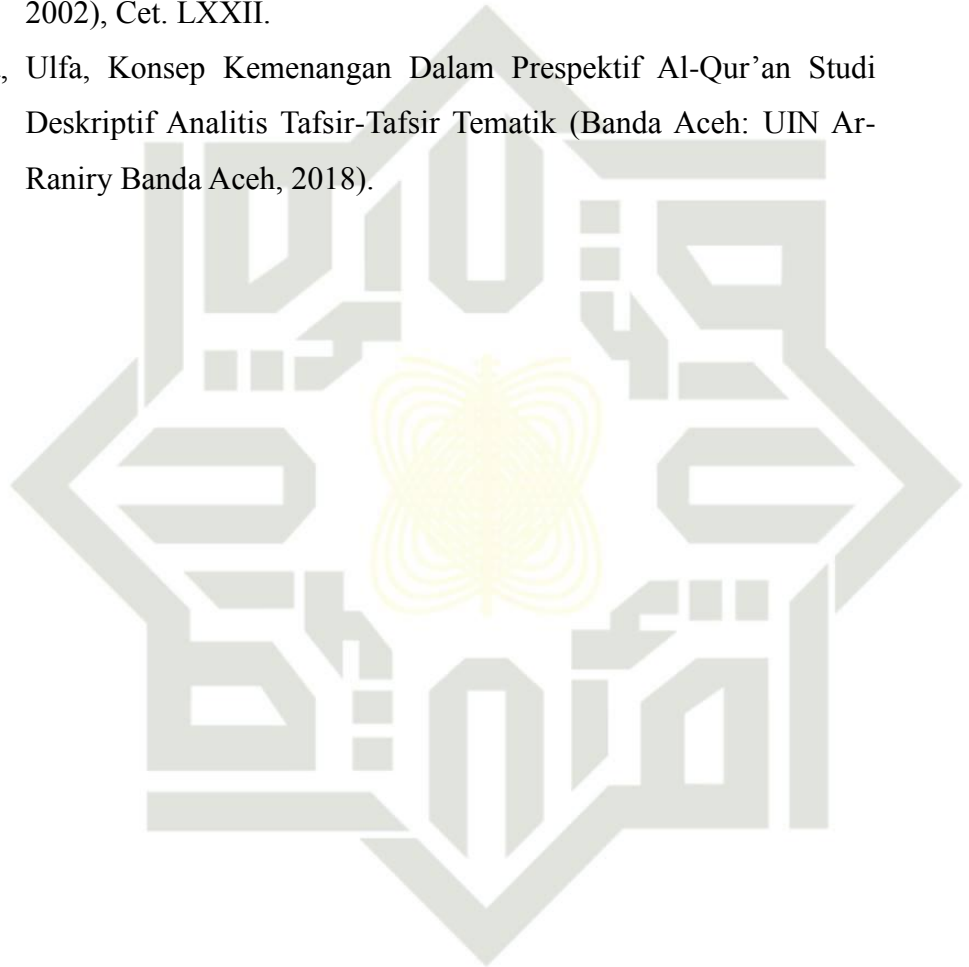 2002), Cet. LXXII.
, Ulfa, Konsep Kemenangan Dalam Prespektif Al-Qur’an Studi
Deskriptif Analitis Tafsir-Tafsir Tematik (Banda Aceh: UIN Ar-
Raniry Banda Aceh, 2018).